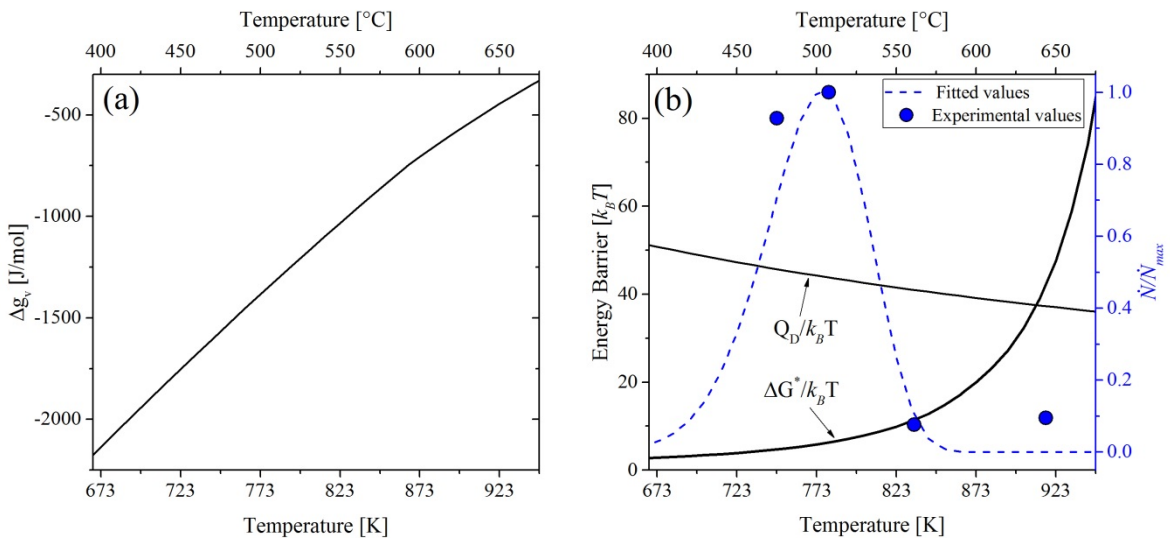 Temperature [°C]
400 450 500 550 600 650
(a)
-500
-1000
-1500
-2000
Δg_v [J/mol]
673 723 773 823 873 923
Temperature [K]
Temperature [°C]
400 450 500 550 600 650
(b)
Fitted values
Experimental values
80
60
40
20
0
Energy Barrier [k_BT]
Q_D/k_BT
ΔG*/k_BT
1.0
0.8
0.6
0.4
0.2
0.0
Ṅ/Ṅ_max
673 723 773 823 873 923
Temperature [K]